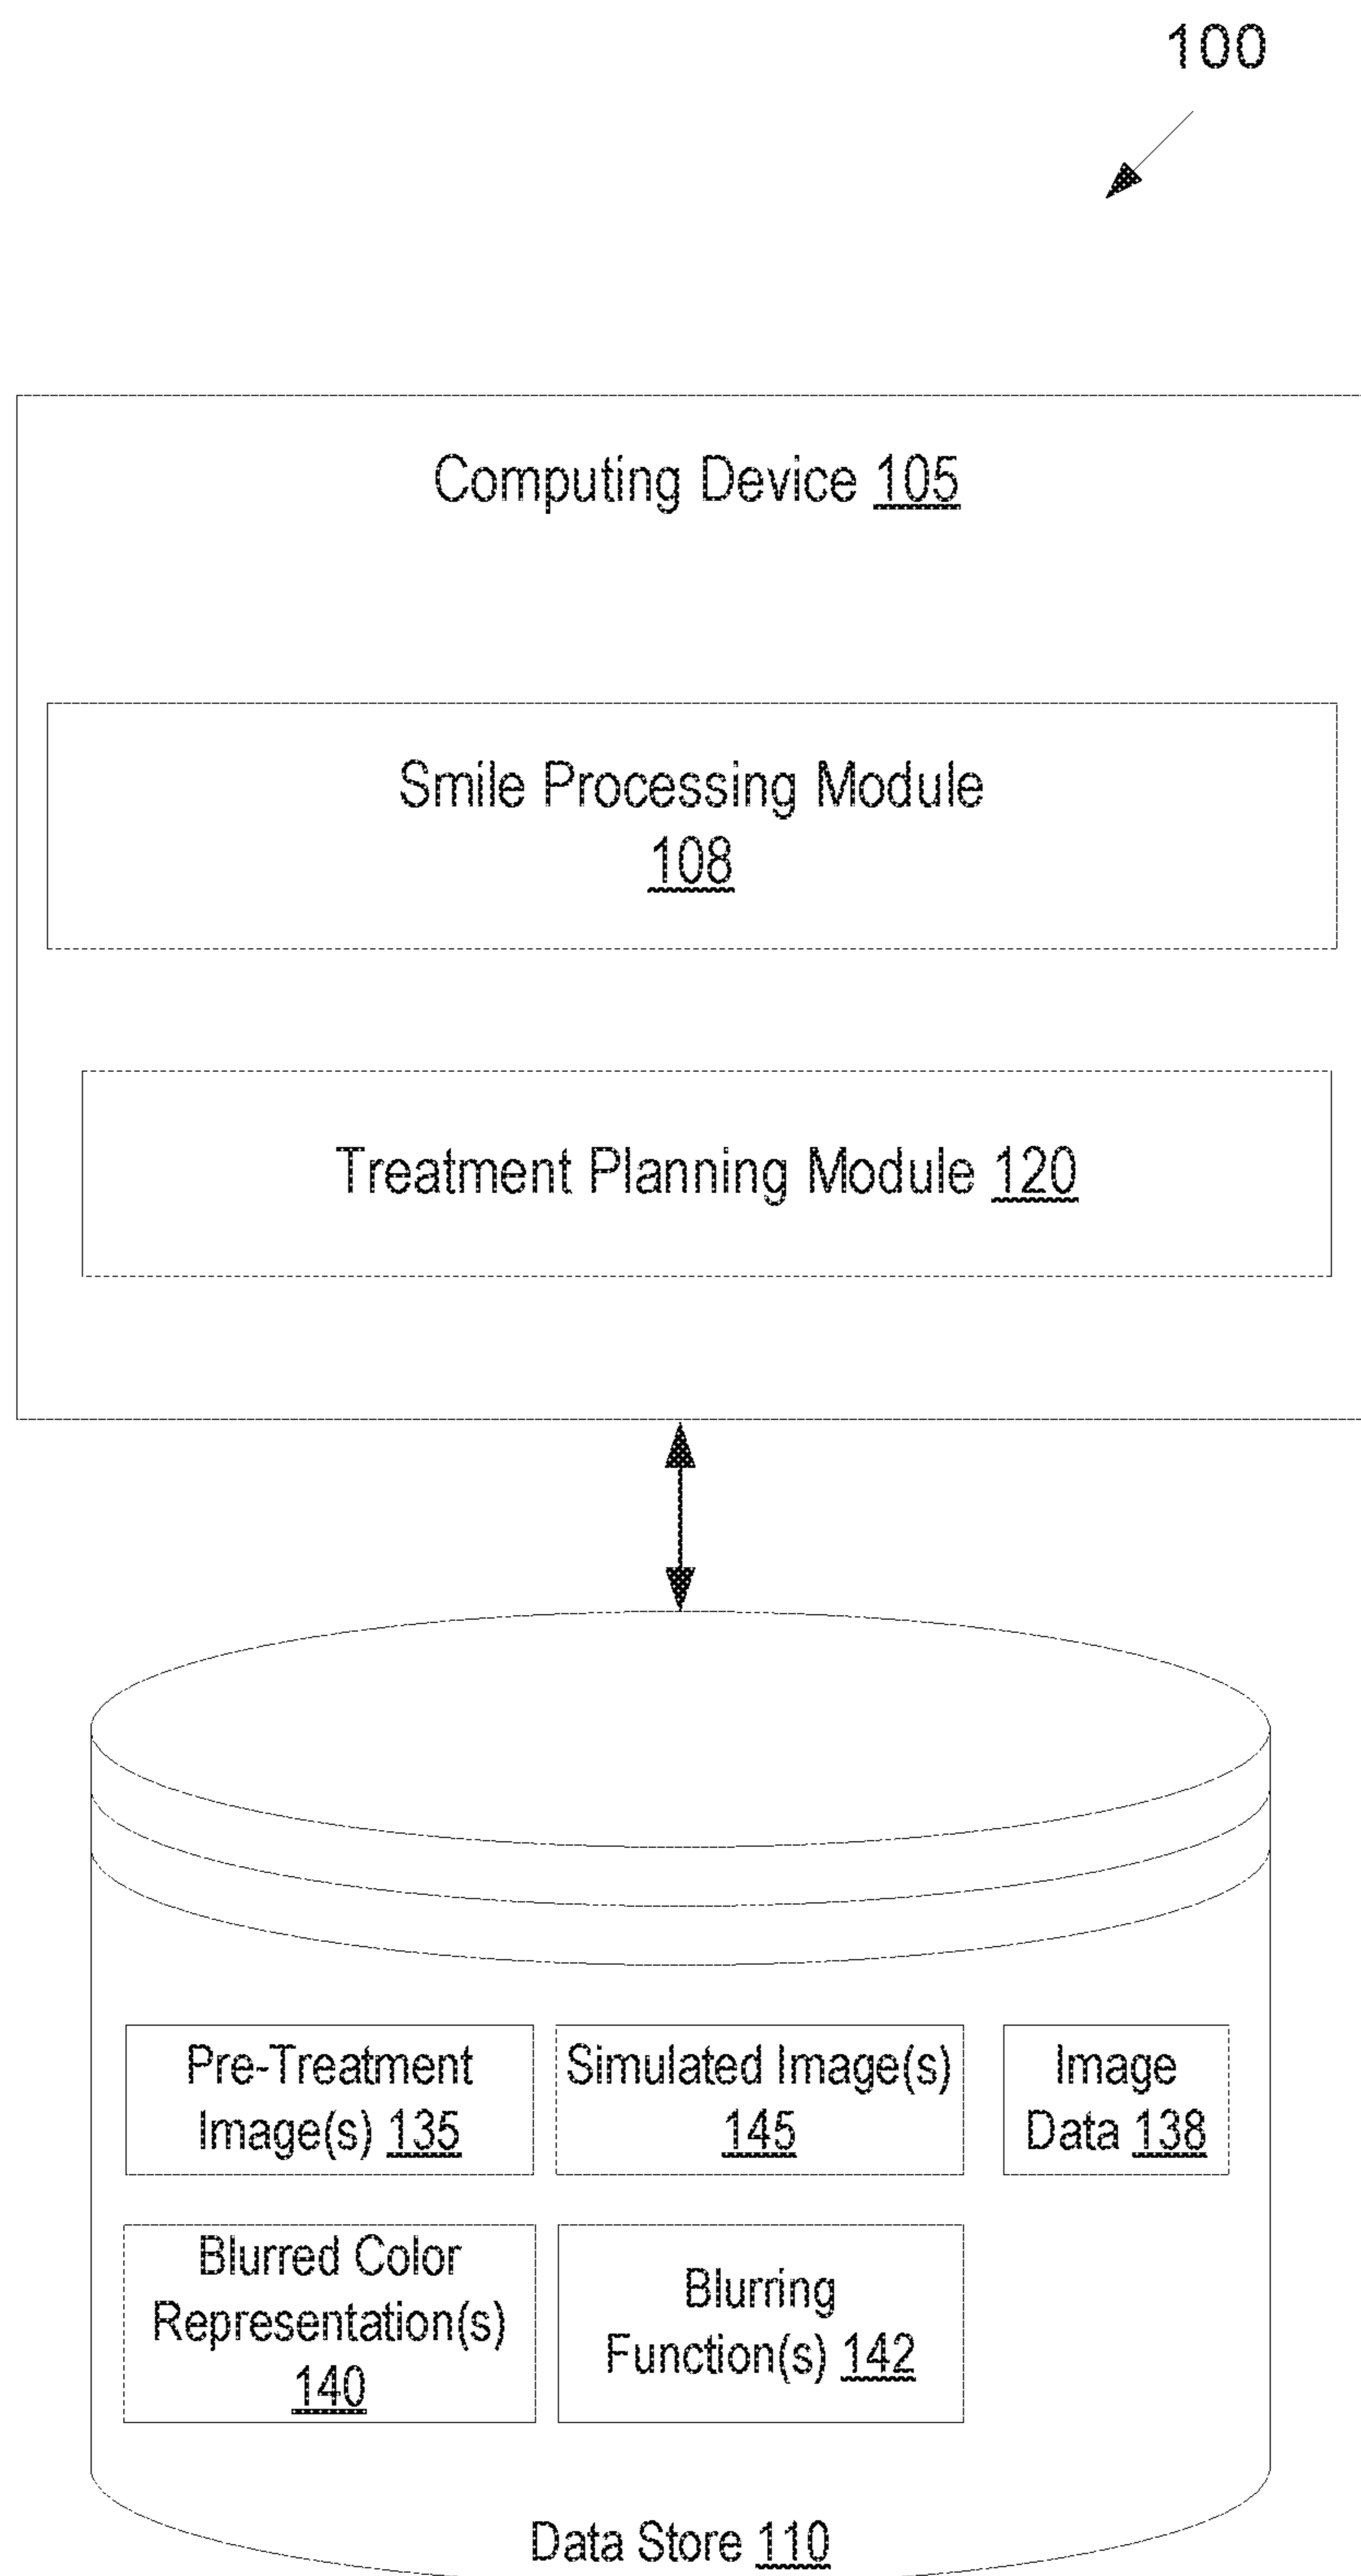 100
Computing Device 105
Smile Processing Module
108
Treatment Planning Module 120
Pre-Treatment
Image(s) 135
Simulated Image(s)
145
Image
Data 138
Blurred Color
Representation(s)
140
Blurring
Function(s) 142
Data Store 110